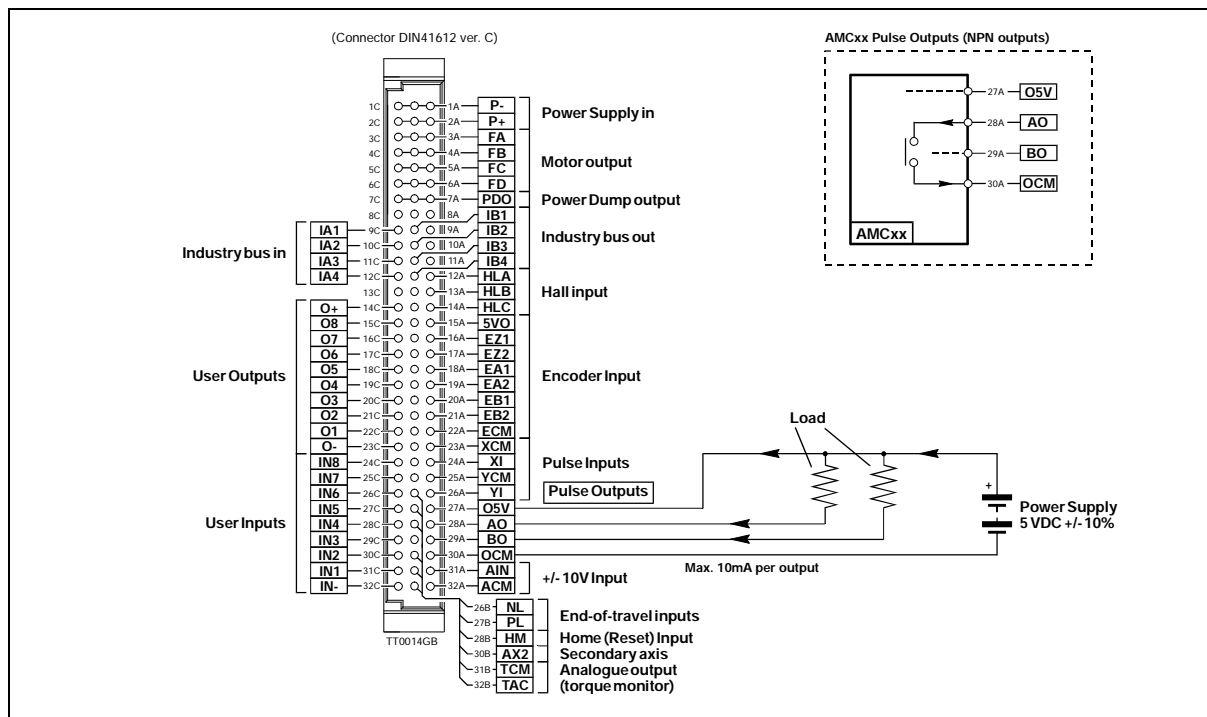 (Connector DIN41612 ver. C)
1C 1A P-
2C 2A P+
Power Supply in
3C 3A FA
4C 4A FB
5C 5A FC
6C 6A FD
Motor output
7C 7A PDO
Power Dump output
8C 8A IB1
IA1 9C 9A IB2
IA2 10C 10A IB3
IA3 11C 11A IB4
IA4 12C 12A HLA
Industry bus in
Industry bus out
13C 13A HLB
O+ 14C 14A HLC
Hall input
O8 15C 15A 5VO
O7 16C 16A EZ1
O6 17C 17A EZ2
O5 18C 18A EA1
O4 19C 19A EA2
O3 20C 20A EB1
O2 21C 21A EB2
O1 22C 22A ECM
User Outputs
Encoder Input
O- 23C 23A XCM
IN8 24C 24A XI
IN7 25C 25A YCM
IN6 26C 26A YI
Pulse Inputs
Pulse Outputs
IN5 27C 27A O5V
IN4 28C 28A AO
IN3 29C 29A BO
IN2 30C 30A OCM
IN1 31C 31A AIN
IN- 32C 32A ACM
User Inputs
+/- 10V Input
26B NL
27B PL
End-of-travel inputs
28B HM
Home (Reset) Input
30B AX2
Secondary axis
31B TCM
32B TAC
Analogue output
(torque monitor)
TT0014GB
Load
+
Power Supply
5 VDC +/- 10%
Max. 10mA per output
AMCxx Pulse Outputs (NPN outputs)
27A O5V
28A AO
29A BO
30A OCM
AMCxx